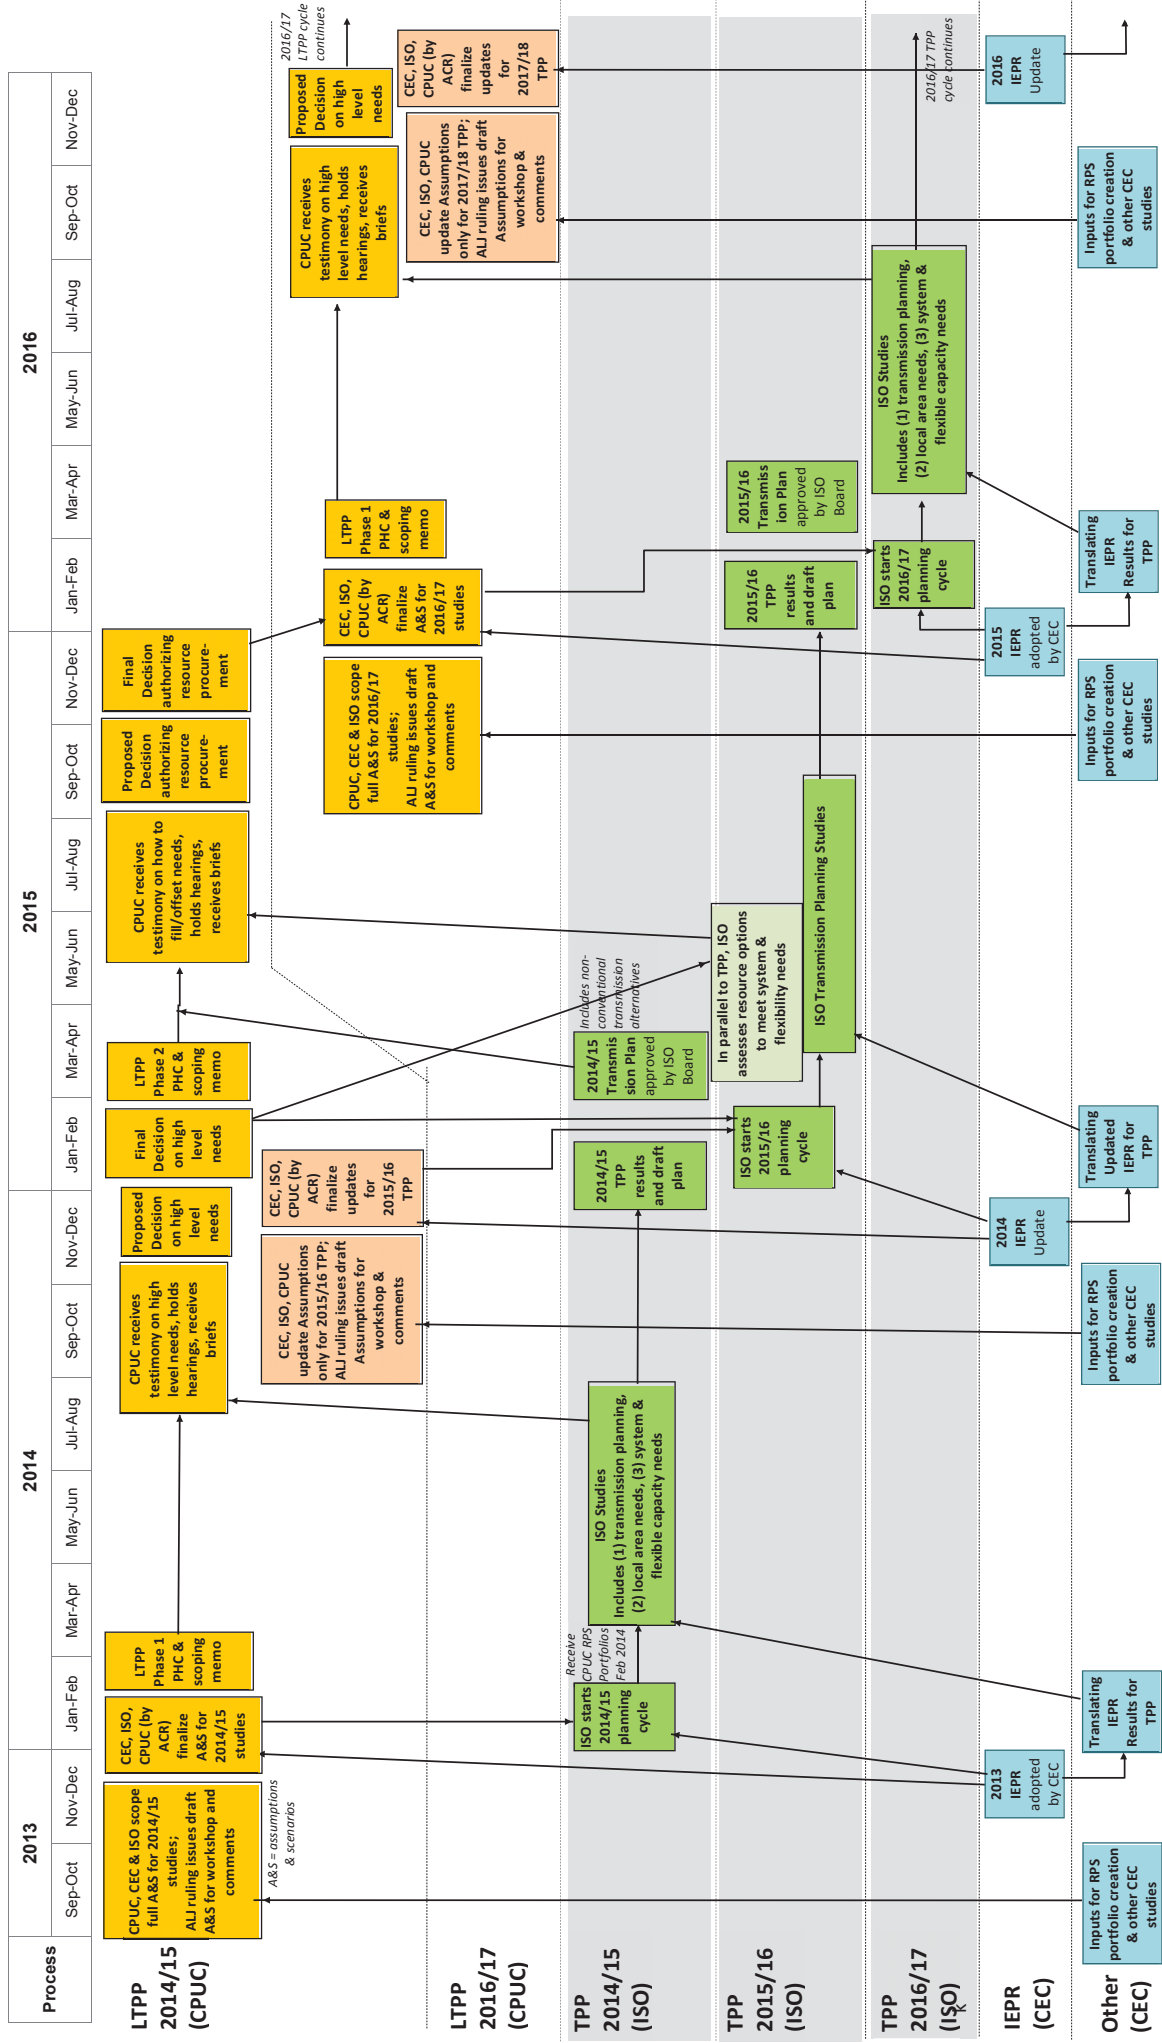 Process
2013
2014
2015
2016
Sep-Oct
Nov-Dec
Jan-Feb
Mar-Apr
May-Jun
Jul-Aug
Sep-Oct
Nov-Dec
Jan-Feb
Mar-Apr
May-Jun
Jul-Aug
Sep-Oct
Nov-Dec
Jan-Feb
Mar-Apr
May-Jun
Jul-Aug
Sep-Oct
Nov-Dec
LTPP
2014/15
(CPUC)
CPUC, CEC & ISO scope
full A&S for 2014/15
studies;
ALJ ruling issues draft
A&S for workshop and
comments
A&S = assumptions
& scenarios
CEC, ISO,
CPUC (by
ACR)
finalize
A&S for
2014/15
studies
LTPP
Phase 1
PHC &
scoping
memo
CPUC receives
testimony on high
level needs, holds
hearings, receives
briefs
Proposed
Decision
on high
level
needs
Final
Decision
on high
level
needs
LTPP
Phase 2
PHC &
scoping
memo
CPUC receives
testimony on how to
fill/offset needs,
holds hearings,
receives briefs
Proposed
Decision
authorizing
resource
procure-
ment
Final
Decision
authorizing
resource
procure-
ment
LTPP
2016/17
(CPUC)
CEC, ISO, CPUC
update Assumptions
only for 2015/16 TPP;
ALJ ruling issues draft
Assumptions for
workshop &
comments
CEC, ISO,
CPUC (by
ACR)
finalize
updates
for
2015/16
TPP
CPUC, CEC & ISO scope
full A&S for 2016/17
studies;
ALJ ruling issues draft
A&S for workshop and
comments
CEC, ISO,
CPUC (by
ACR)
finalize
A&S for
2016/17
studies
LTPP
Phase 1
PHC &
scoping
memo
CPUC receives
testimony on high
level needs, holds
hearings, receives
briefs
Proposed
Decision
on high
level
needs
2016/17
LTPP cycle
continues
CEC, ISO, CPUC
update Assumptions
only for 2017/18 TPP;
ALJ ruling issues draft
Assumptions for
workshop &
comments
CEC, ISO,
CPUC (by
ACR)
finalize
updates
for
2017/18
TPP
TPP
2014/15
(ISO)
ISO starts
2014/15
planning
cycle
Receive
CPUC RPS
Portfolios
Feb 2014
ISO Studies
Includes (1) transmission planning,
(2) local area needs, (3) system &
flexible capacity needs
2014/15
TPP
results
and draft
plan
2014/15
Transmis
sion Plan
approved
by ISO
Board
Includes non-
conventional
transmission
alternatives
TPP
2015/16
(ISO)
ISO starts
2015/16
planning
cycle
In parallel to TPP, ISO
assesses resource options
to meet system &
flexibility needs
ISO Transmission Planning Studies
2015/16
TPP
results
and draft
plan
2015/16
Transmiss
ion Plan
approved
by ISO
Board
TPP
2016/17
(ISO)
K
ISO starts
2016/17
planning
cycle
ISO Studies
Includes (1) transmission planning,
(2) local area needs, (3) system &
flexible capacity needs
2016/17 TPP
cycle continues
IEPR
(CEC)
2013
IEPR
adopted
by CEC
2014
IEPR
Update
2015
IEPR
adopted
by CEC
2016
IEPR
Update
Other
(CEC)
Inputs for RPS
portfolio creation
& other CEC
studies
Translating
IEPR
Results for
TPP
Inputs for RPS
portfolio creation
& other CEC
studies
Translating
Updated
IEPR for
TPP
Inputs for RPS
portfolio creation
& other CEC
studies
Translating
IEPR
Results for
TPP
Inputs for RPS
portfolio creation
& other CEC
studies